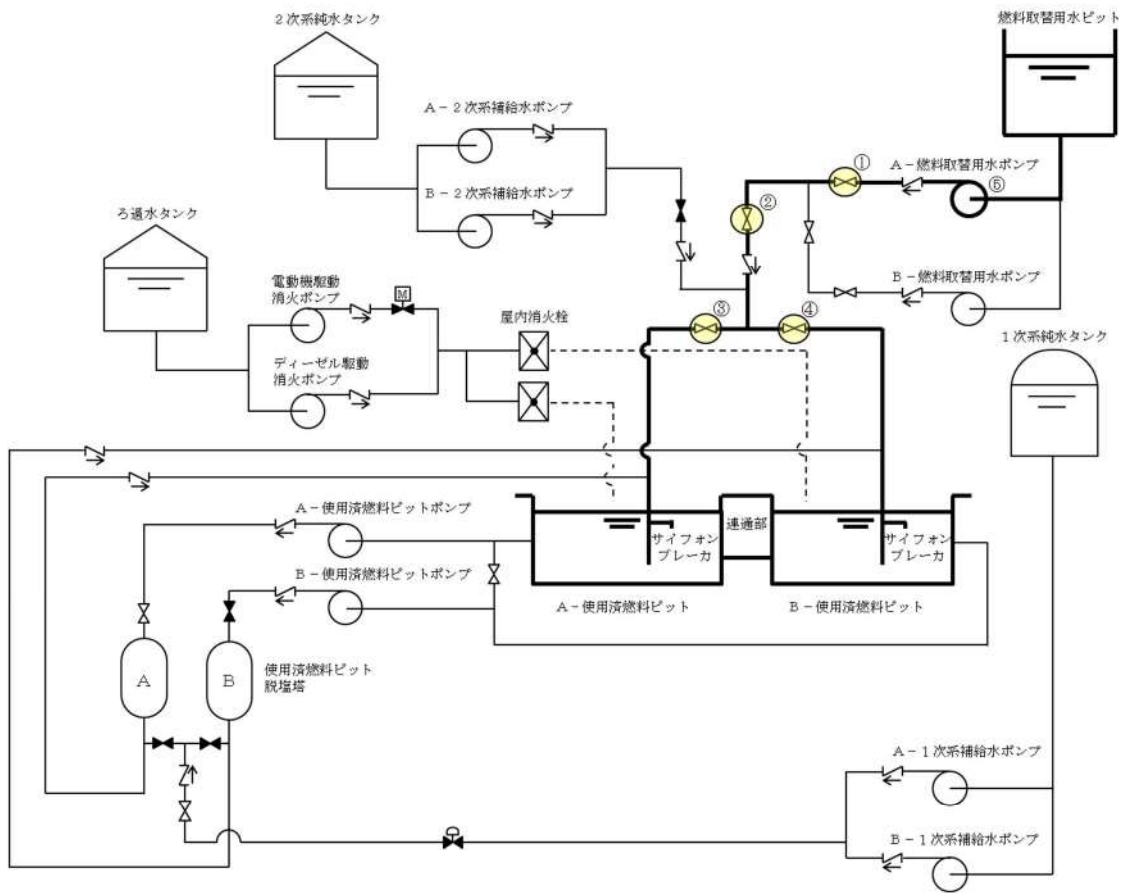 2次系純水タンク
燃料取替用水ピット
A-2次系補給水ポンプ
①
A-燃料取替用水ポンプ
⑤
B-2次系補給水ポンプ
②
ろ過水タンク
電動機駆動
消火ポンプ
M
B-燃料取替用水ポンプ
屋内消火栓
③
④
1次系純水タンク
ディーゼル駆動
消火ポンプ
A-使用済燃料ピットポンプ
連通部
サイフォン
ブレーカ
サイフォン
ブレーカ
B-使用済燃料ピットポンプ
A-使用済燃料ピット
B-使用済燃料ピット
A
B
使用済燃料ピット
脱塩塔
A-1次系補給水ポンプ
B-1次系補給水ポンプ